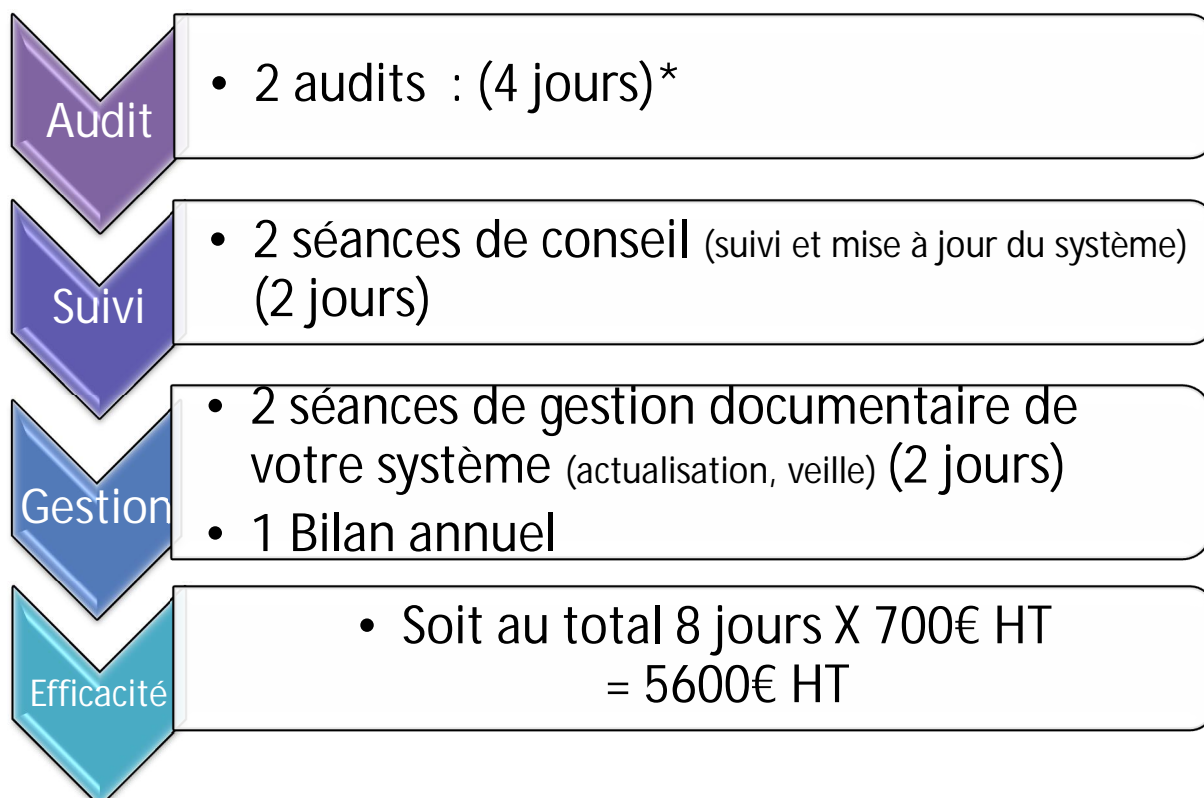 Audit
• 2 audits : (4 jours)*
Suivi
• 2 séances de conseil (suivi et mise à jour du système)
(2 jours)
Gestion
• 2 séances de gestion documentaire de
votre système (actualisation, veille) (2 jours)
• 1 Bilan annuel
Efficacité
• Soit au total 8 jours X 700€ HT
= 5600€ HT